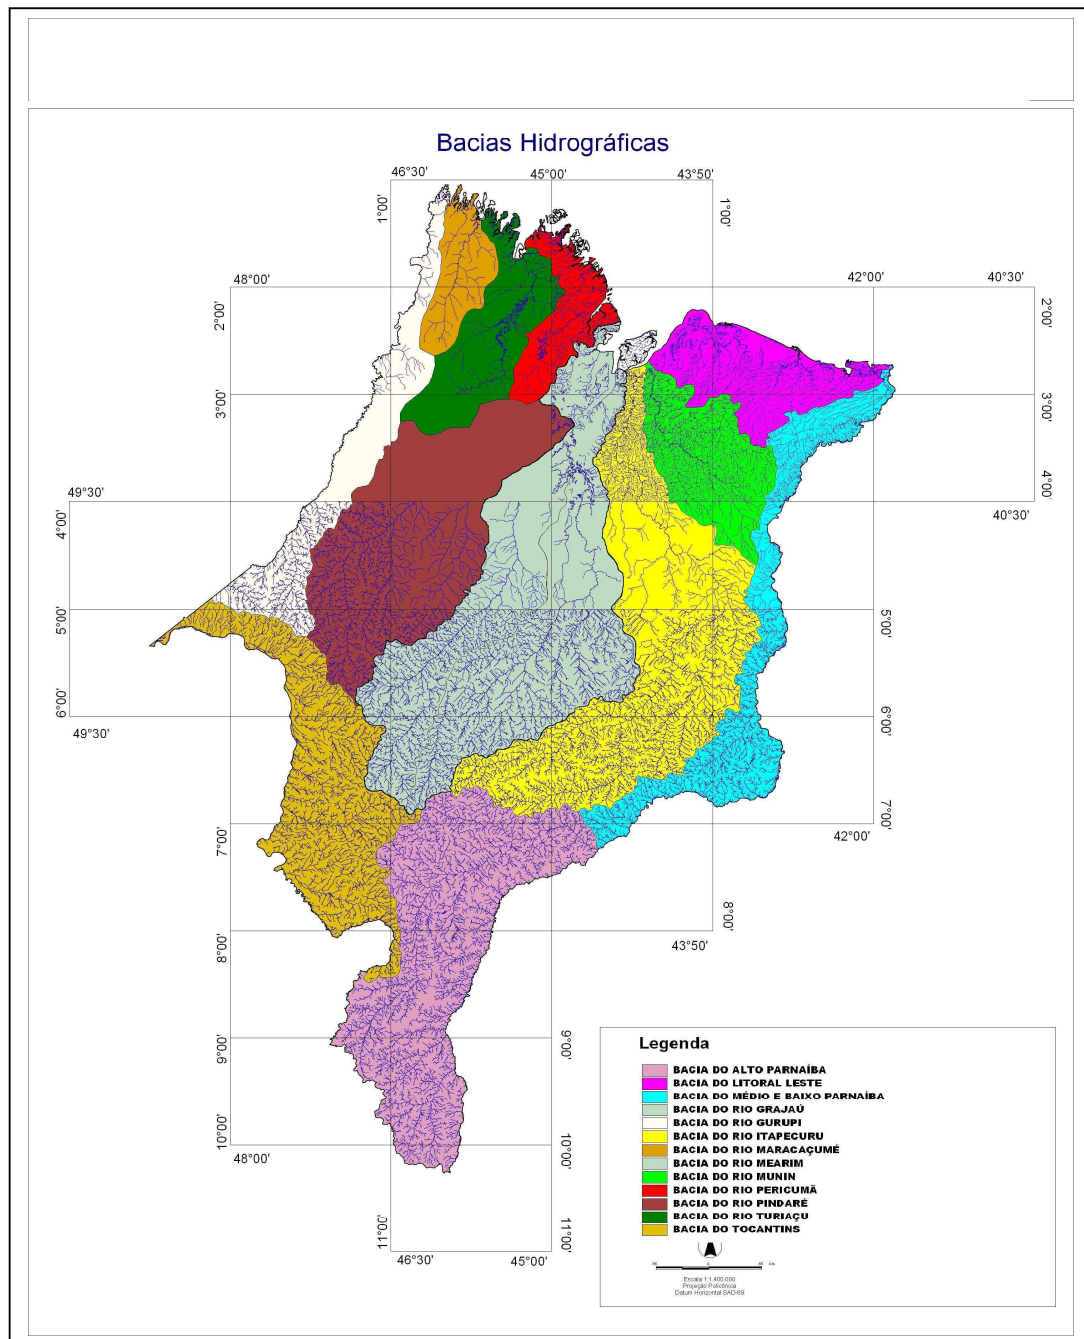 Bacias Hidrográficas
46°30'
45°00'
43°50'
1°00'
1°00'
48°00'
42°00'
40°30'
2°00'
2°00'
3°00'
3°00'
49°30'
4°00'
4°00'
40°30'
5°00'
5°00'
6°00'
6°00'
49°30'
7°00'
7°00'
42°00'
8°00'
8°00'
43°50'
9°00'
9°00'
10°00'
10°00'
48°00'
11°00'
11°00'
46°30'
45°00'
Legenda
BACIA DO ALTO PARNAÍBA
BACIA DO LITORAL LESTE
BACIA DO MÉDIO E BAIXO PARNAÍBA
BACIA DO RIO GRAJAÚ
BACIA DO RIO GURUPI
BACIA DO RIO ITAPECURU
BACIA DO RIO MARACAÇUMÉ
BACIA DO RIO MEARIM
BACIA DO RIO MUNIN
BACIA DO RIO PERICUMÃ
BACIA DO RIO PINDARÉ
BACIA DO RIO TURIAÇU
BACIA DO TOCANTINS
Escala 1:1.400.000
Projeção Policônica
Datum Horizontal SAD-69